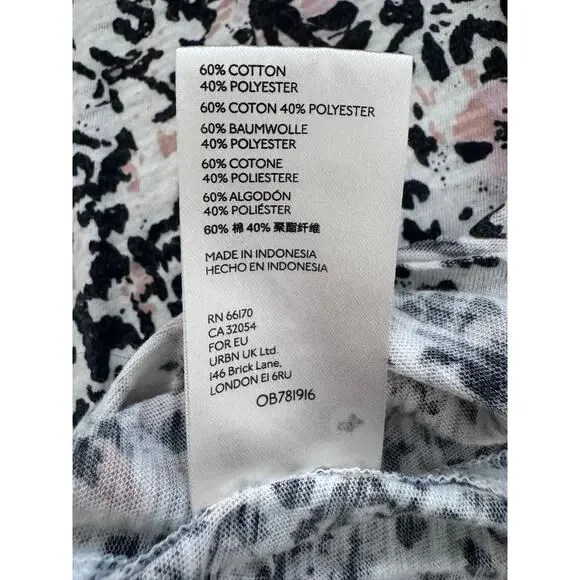 60% COTTON
40% POLYESTER
60% COTON 40% POLYESTER
60% BAUMWOLLE
40% POLYESTER
60% COTONE
40% POLIESTERE
60% ALGODÓN
40% POLIÉSTER
60% 棉 40% 聚酯纤维
MADE IN INDONESIA
HECHO EN INDONESIA
RN 66170
CA 32054
FOR EU
URBN UK Ltd.
146 Brick Lane,
LONDON E1 6RU
OB781916